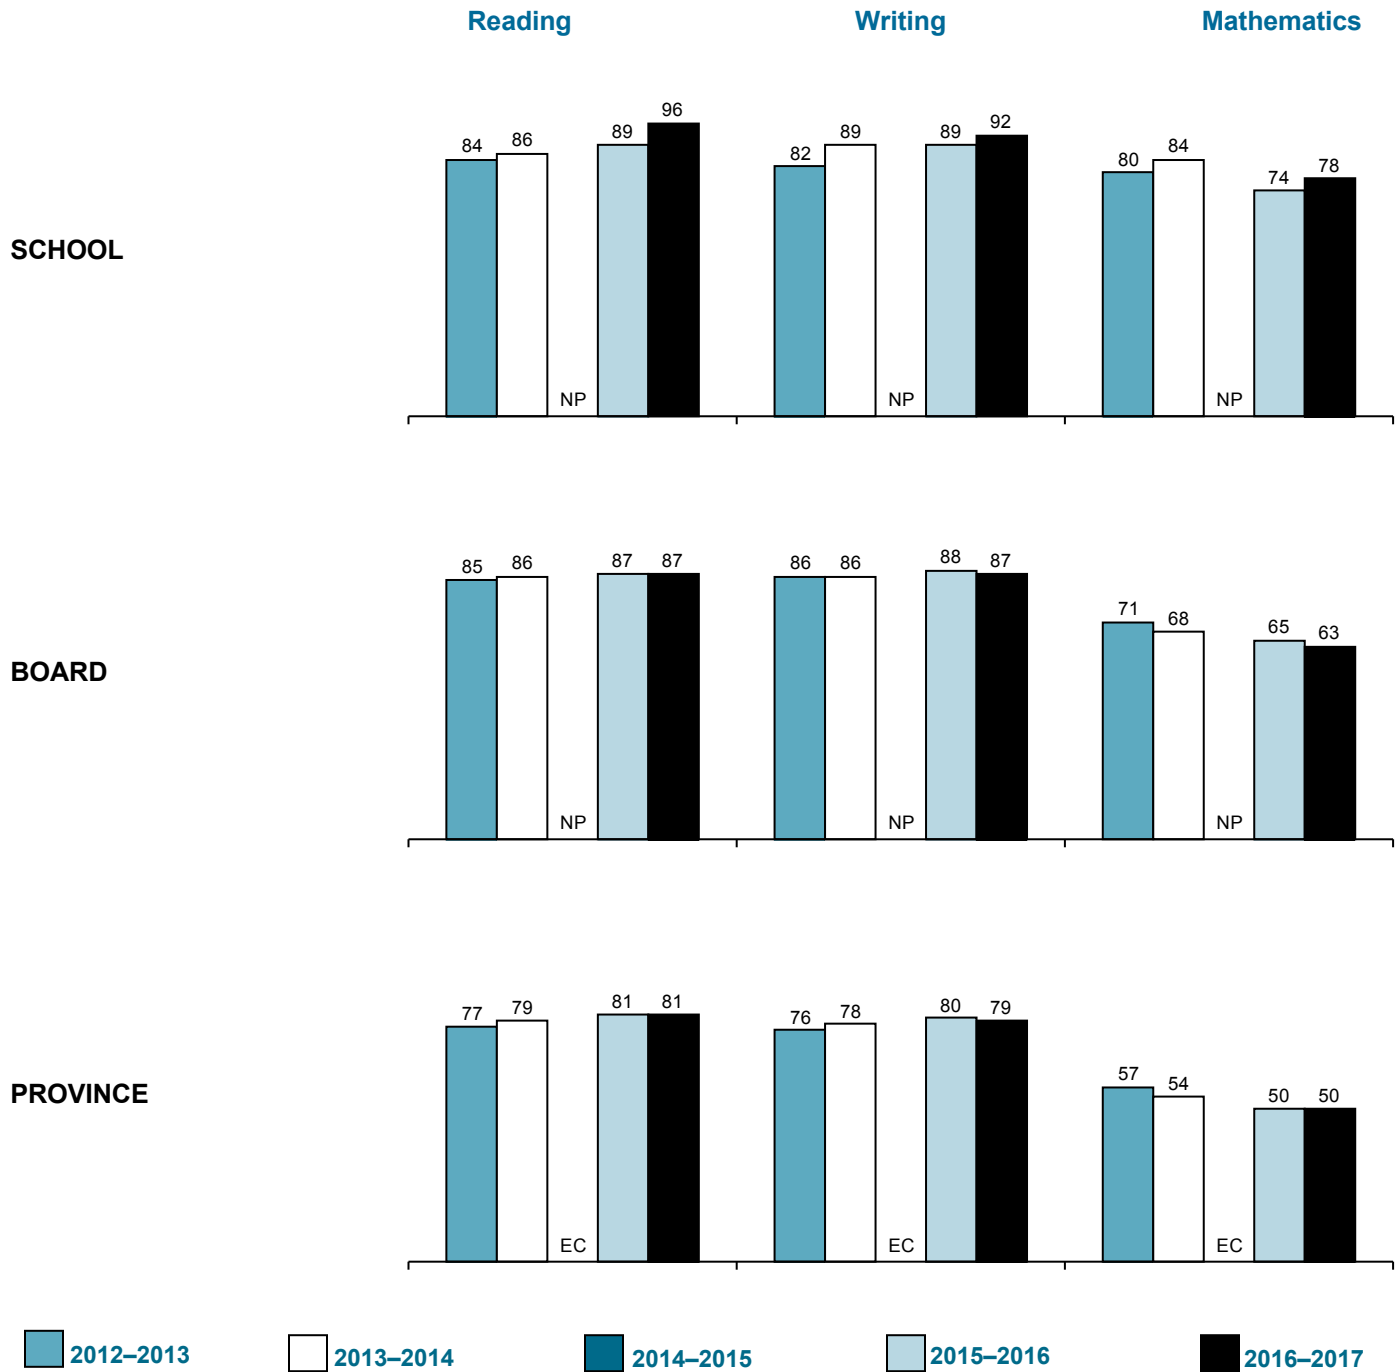 Reading Writing Mathematics
84 86 NP 89 96 82 89 NP 89 92 80 84 NP 74 78
SCHOOL
85 86 NP 87 87 86 86 NP 88 87 71 68 NP 65 63
BOARD
77 79 EC 81 81 76 78 EC 80 79 57 54 EC 50 50
PROVINCE
2012–2013 2013–2014 2014–2015 2015–2016 2016–2017